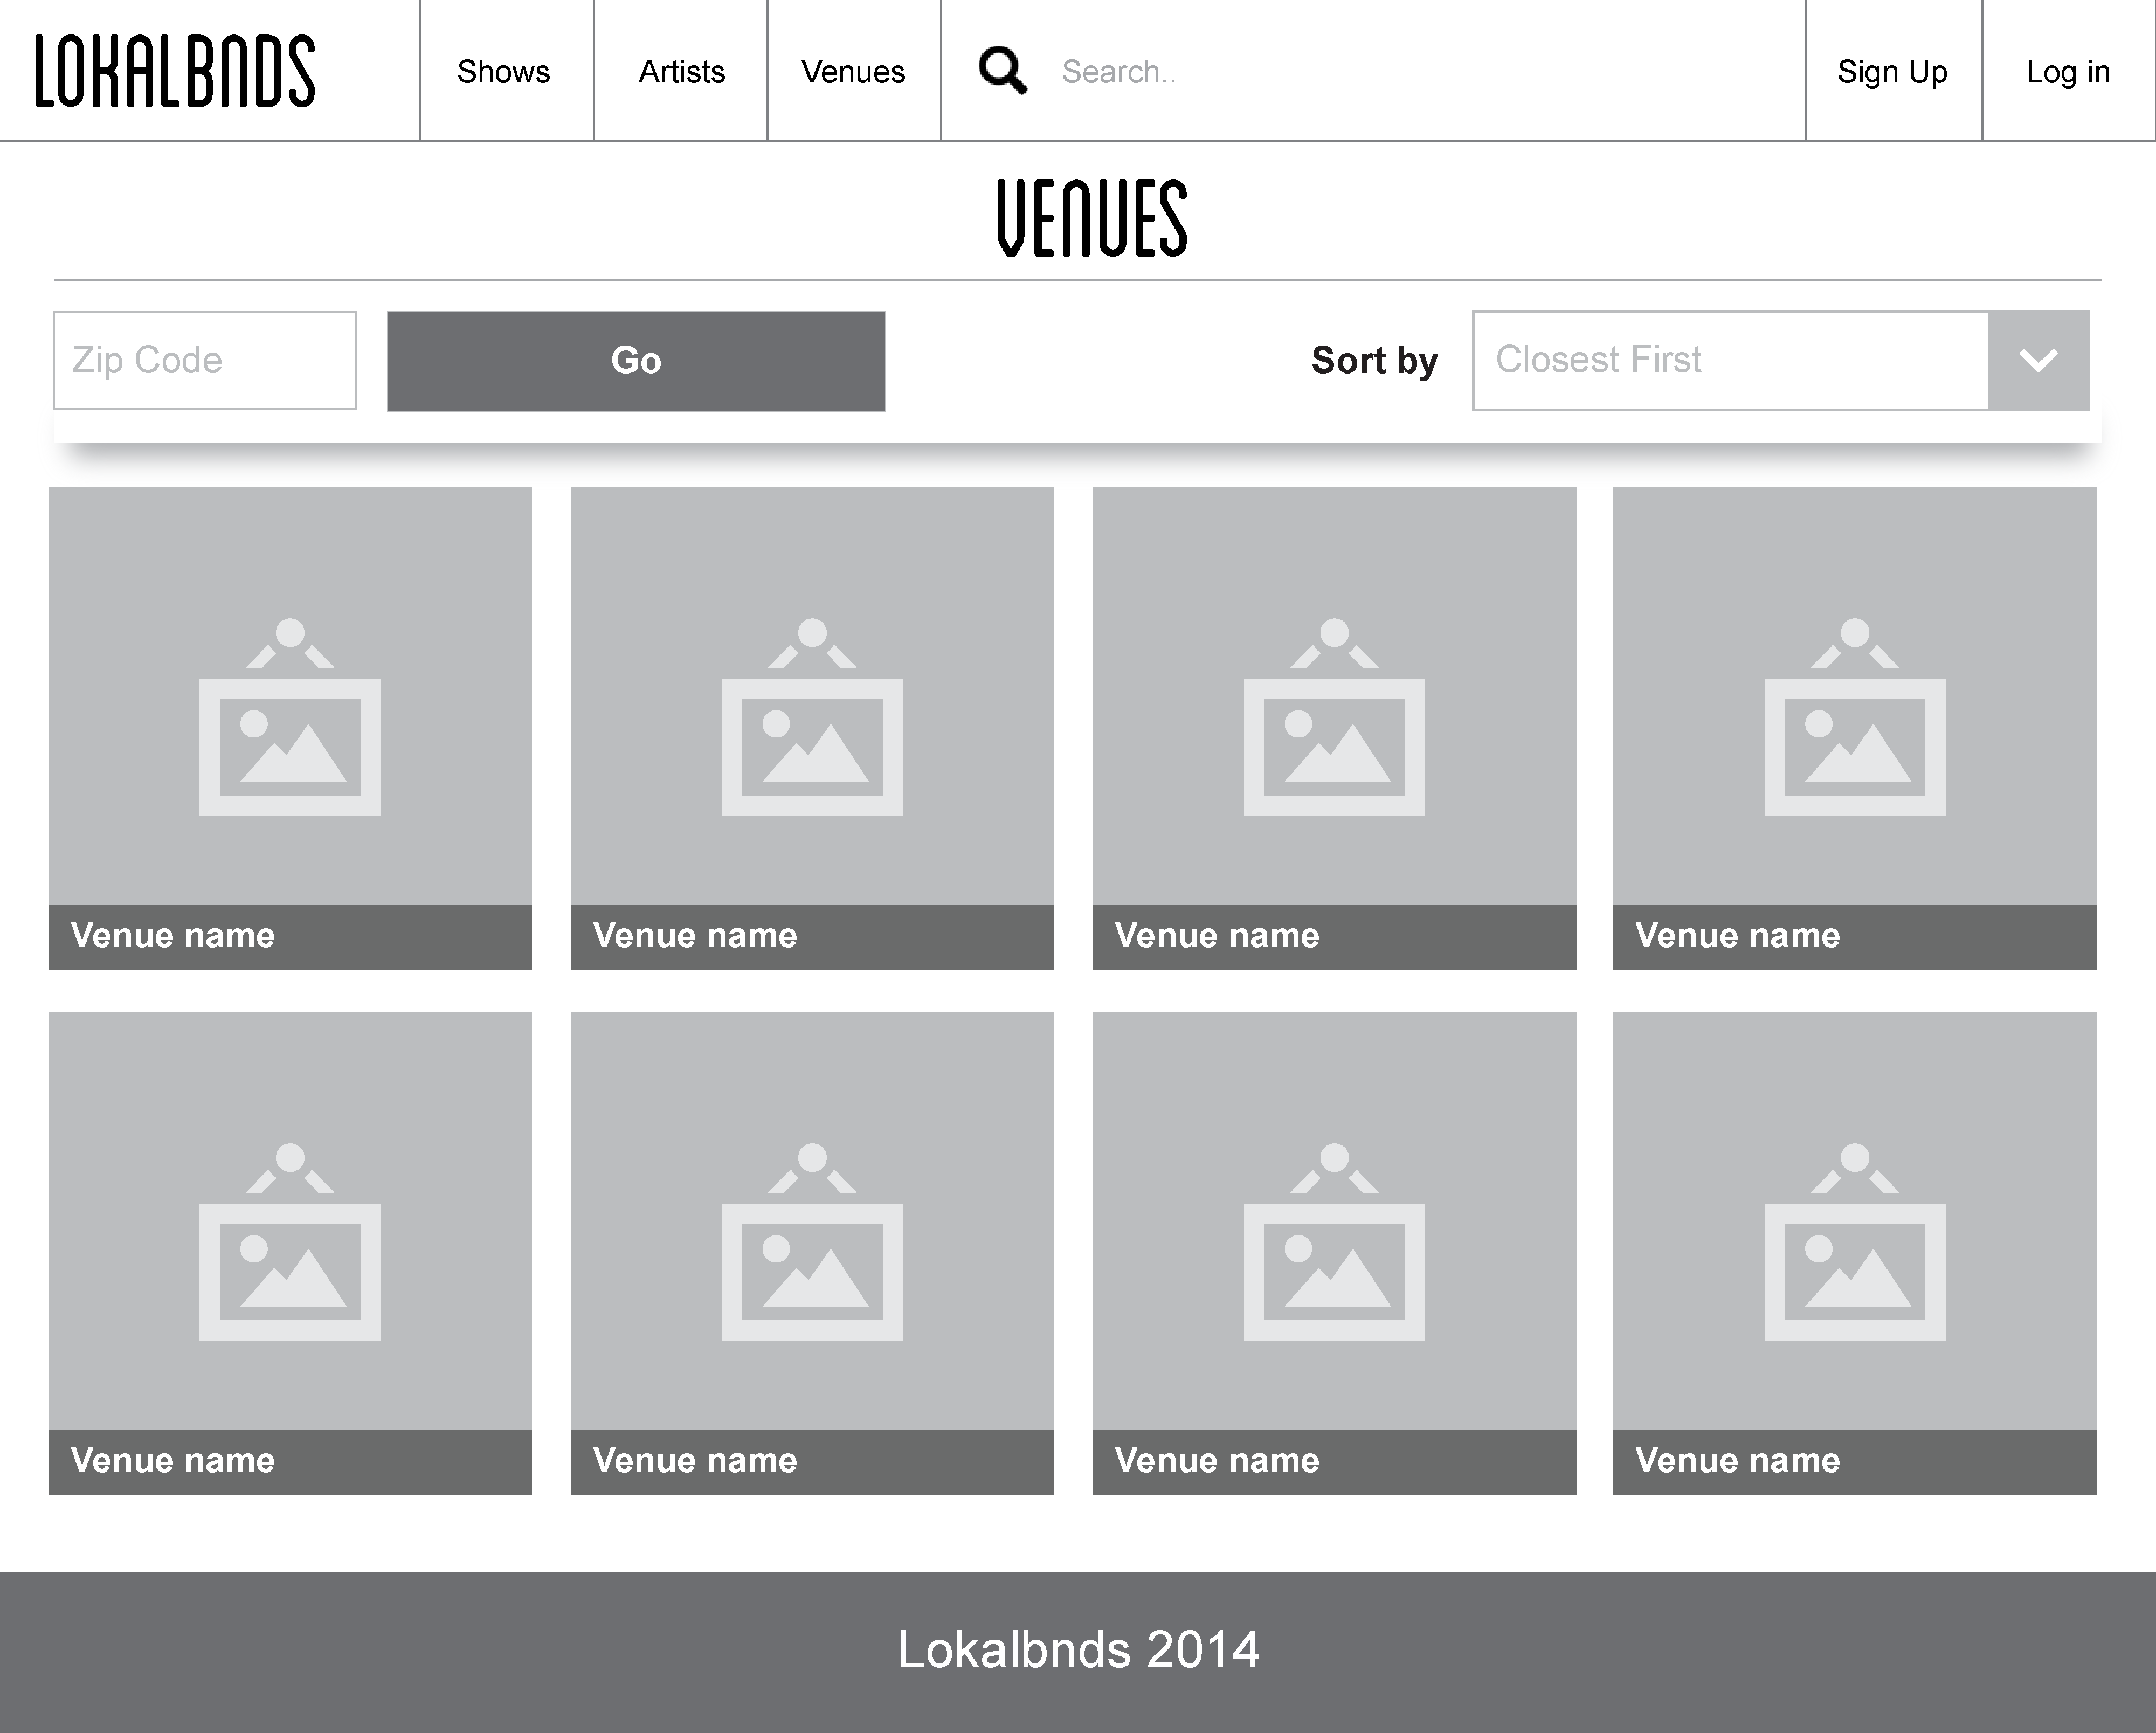 LOKALBNDS
Shows
Artists
Venues
Search..
Sign Up
Log in
VENUES
Zip Code
Go
Sort by
Closest First
Venue name
Venue name
Venue name
Venue name
Venue name
Venue name
Venue name
Venue name
Lokalbnds 2014